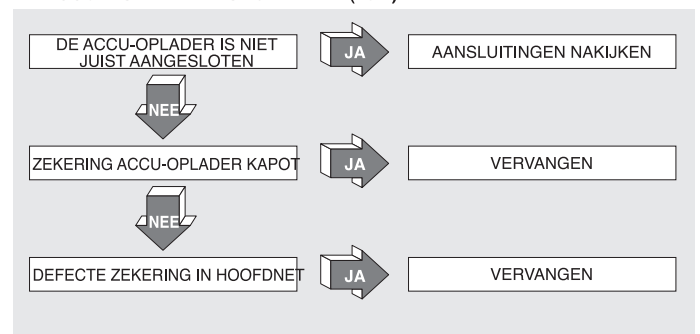 DE ACCU-OPLADER IS NIET
JUIST AANGESLOTEN
JA
AANSLUITINGEN NAKIJKEN
NEE
ZEKERING ACCU-OPLADER KAPOT
JA
VERVANGEN
NEE
DEFECTE ZEKERING IN HOOFDNET
JA
VERVANGEN